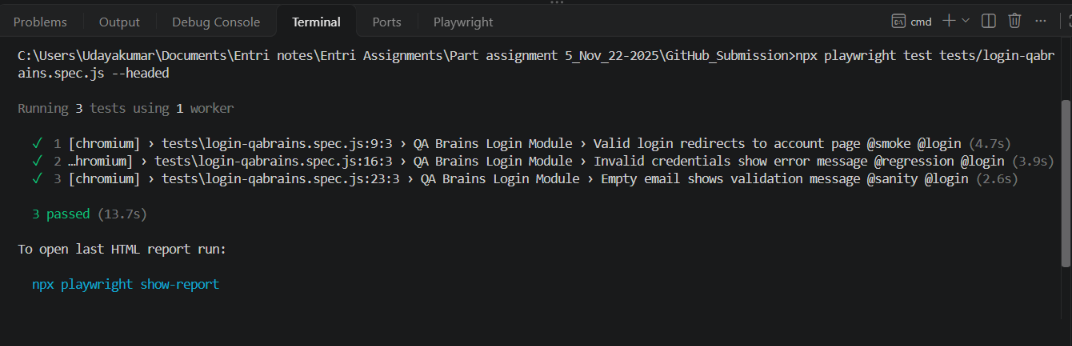 Problems Output Debug Console Terminal Ports Playwright cmd
C:\Users\Udayakumar\Documents\Entri notes\Entri Assignments\Part assignment 5_Nov_22-2025\GitHub_Submission>npx playwright test tests/login-qabr
ains.spec.js --headed
Running 3 tests using 1 worker
✓ 1 [chromium] › tests\login-qabrains.spec.js:9:3 › QA Brains Login Module › Valid login redirects to account page @smoke @login (4.7s)
✓ 2 …hromium] › tests\login-qabrains.spec.js:16:3 › QA Brains Login Module › Invalid credentials show error message @regression @login (3.9s)
✓ 3 [chromium] › tests\login-qabrains.spec.js:23:3 › QA Brains Login Module › Empty email shows validation message @sanity @login (2.6s)
3 passed (13.7s)
To open last HTML report run:
npx playwright show-report